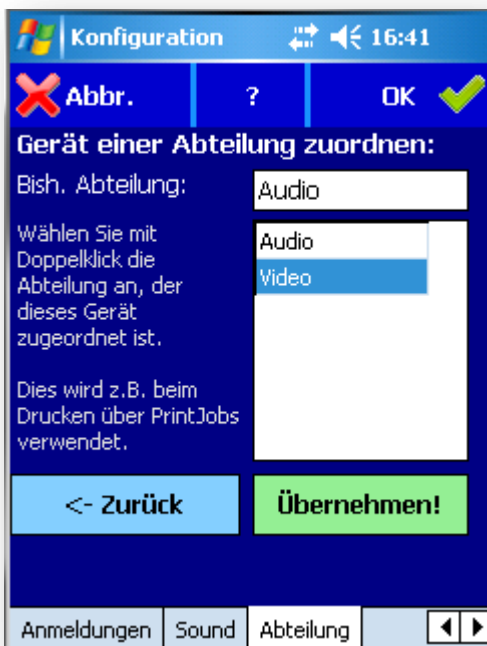 Konfiguration 16:41
Abbr. ? OK
Gerät einer Abteilung zuordnen:
Bish. Abteilung: Audio
Wählen Sie mit
Doppelklick die
Abteilung an, der
dieses Gerät
zugeordnet ist.
Dies wird z.B. beim
Drucken über PrintJobs
verwendet.
Audio
Video
<- Zurück Übernehmen!
Anmeldungen Sound Abteilung